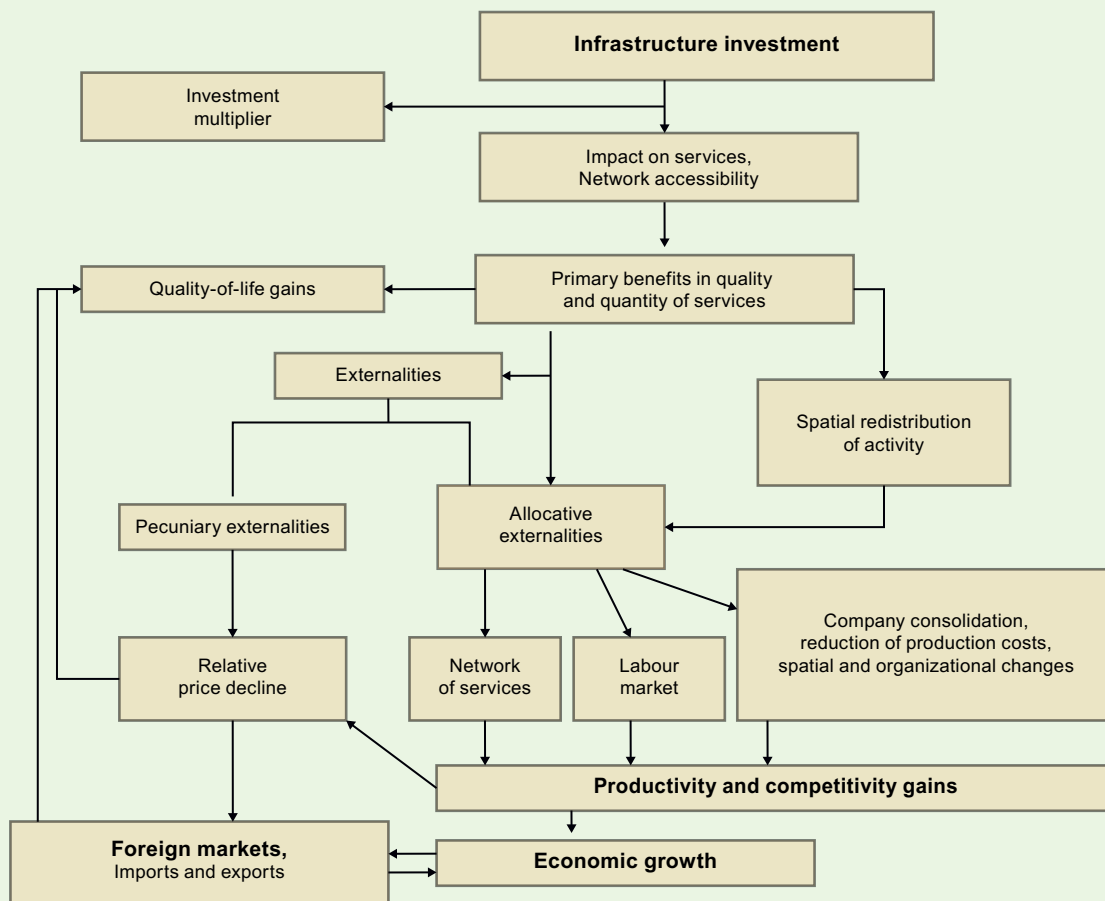 Infrastructure investment
Investment
multiplier
Impact on services,
Network accessibility
Quality-of-life gains
Primary benefits in quality
and quantity of services
Externalities
Spatial redistribution
of activity
Pecuniary externalities
Allocative
externalities
Relative
price decline
Network
of services
Labour
market
Company consolidation,
reduction of production costs,
spatial and organizational changes
Productivity and competitivity gains
Foreign markets,
Imports and exports
Economic growth